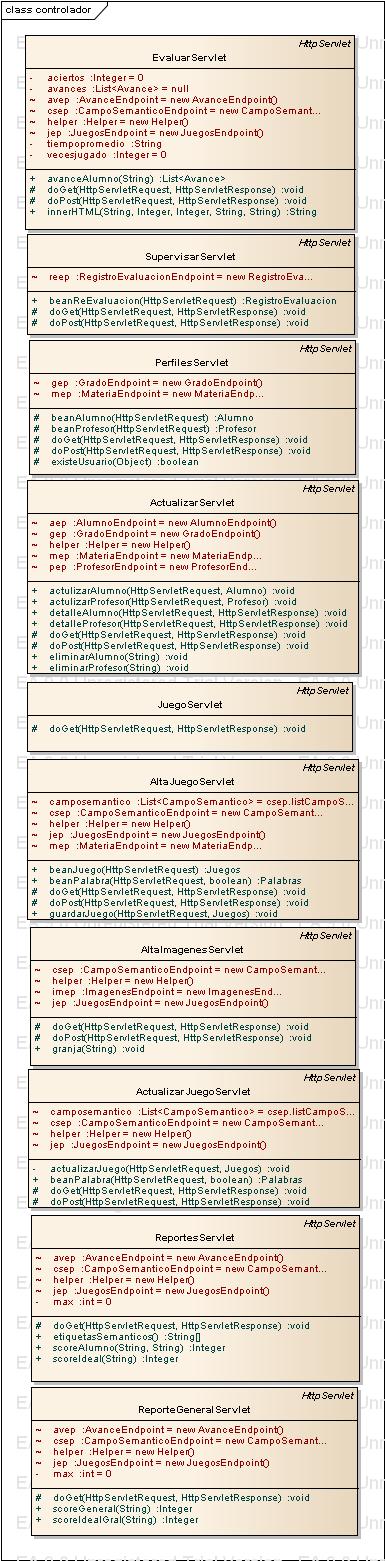 class controlador
HttpServlet
EvaluarServlet
- aciertos :Integer = 0
- avances :List<Avance> = null
~ avep :AvanceEndpoint = new AvanceEndpoint()
~ csep :CampoSemanticoEndpoint = new CampoSemant...
~ helper :Helper = new Helper()
~ jep :JuegosEndpoint = new JuegosEndpoint()
- tiempopromedio :String
- vecesjugado :Integer = 0
+ avanceAlumno(String) :List<Avance>
# doGet(HttpServletRequest, HttpServletResponse) :void
# doPost(HttpServletRequest, HttpServletResponse) :void
+ innerHTML(String, Integer, Integer, String, String) :String
HttpServlet
SupervisarServlet
~ reep :RegistroEvaluacionEndpoint = new RegistroEva...
+ beanReEvaluacion(HttpServletRequest) :RegistroEvaluacion
# doGet(HttpServletRequest, HttpServletResponse) :void
# doPost(HttpServletRequest, HttpServletResponse) :void
HttpServlet
PerfilesServlet
~ gep :GradoEndpoint = new GradoEndpoint()
~ mep :MateriaEndpoint = new MateriaEndp...
# beanAlumno(HttpServletRequest) :Alumno
# beanProfesor(HttpServletRequest) :Profesor
# doGet(HttpServletRequest, HttpServletResponse) :void
# doPost(HttpServletRequest, HttpServletResponse) :void
# existeUsuario(Object) :boolean
HttpServlet
ActualizarServlet
~ aep :AlumnoEndpoint = new AlumnoEndpoint()
~ gep :GradoEndpoint = new GradoEndpoint()
~ helper :Helper = new Helper()
~ mep :MateriaEndpoint = new MateriaEndp...
~ pep :ProfesorEndpoint = new ProfesorEnd...
+ actulizarAlumno(HttpServletRequest, Alumno) :void
+ actulizarProfesor(HttpServletRequest, Profesor) :void
+ detalleAlumno(HttpServletRequest, HttpServletResponse) :void
+ detalleProfesor(HttpServletRequest, HttpServletResponse) :void
# doGet(HttpServletRequest, HttpServletResponse) :void
# doPost(HttpServletRequest, HttpServletResponse) :void
+ eliminarAlumno(String) :void
+ eliminarProfesor(String) :void
HttpServlet
JuegoServlet
# doGet(HttpServletRequest, HttpServletResponse) :void
HttpServlet
AltaJuegoServlet
~ camposemantico :List<CampoSemantico> = csep.listCampoS...
~ csep :CampoSemanticoEndpoint = new CampoSemant...
~ helper :Helper = new Helper()
~ jep :JuegosEndpoint = new JuegosEndpoint()
~ mep :MateriaEndpoint = new MateriaEndp...
+ beanJuego(HttpServletRequest) :Juegos
+ beanPalabra(HttpServletRequest, boolean) :Palabras
# doGet(HttpServletRequest, HttpServletResponse) :void
# doPost(HttpServletRequest, HttpServletResponse) :void
+ guardarJuego(HttpServletRequest, Juegos) :void
HttpServlet
AltaImagenesServlet
~ csep :CampoSemanticoEndpoint = new CampoSemant...
~ helper :Helper = new Helper()
~ imep :ImagenesEndpoint = new ImagenesEnd...
~ jep :JuegosEndpoint = new JuegosEndpoint()
# doGet(HttpServletRequest, HttpServletResponse) :void
# doPost(HttpServletRequest, HttpServletResponse) :void
+ granja(String) :void
HttpServlet
ActualizarJuegoServlet
~ camposemantico :List<CampoSemantico> = csep.listCampoS...
~ csep :CampoSemanticoEndpoint = new CampoSemant...
~ helper :Helper = new Helper()
~ jep :JuegosEndpoint = new JuegosEndpoint()
- actualizarJuego(HttpServletRequest, Juegos) :void
+ beanPalabra(HttpServletRequest, boolean) :Palabras
# doGet(HttpServletRequest, HttpServletResponse) :void
# doPost(HttpServletRequest, HttpServletResponse) :void
HttpServlet
ReportesServlet
~ avep :AvanceEndpoint = new AvanceEndpoint()
~ csep :CampoSemanticoEndpoint = new CampoSemant...
~ helper :Helper = new Helper()
~ jep :JuegosEndpoint = new JuegosEndpoint()
- max :int = 0
# doGet(HttpServletRequest, HttpServletResponse) :void
+ etiquetasSemanticos() :String[]
+ scoreAlumno(String, String) :Integer
+ scoreIdeal(String) :Integer
HttpServlet
ReporteGeneralServlet
~ avep :AvanceEndpoint = new AvanceEndpoint()
~ csep :CampoSemanticoEndpoint = new CampoSemant...
~ helper :Helper = new Helper()
~ jep :JuegosEndpoint = new JuegosEndpoint()
- max :int = 0
# doGet(HttpServletRequest, HttpServletResponse) :void
+ scoreGeneral(String) :Integer
+ scoreIdealGral(String) :Integer